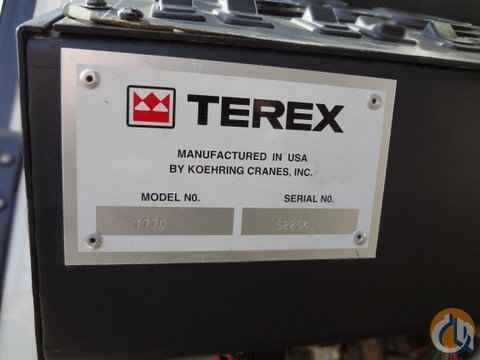 TEREX
MANUFACTURED IN USA
BY KOEHRING CRANES, INC.
MODEL NO. SERIAL NO.